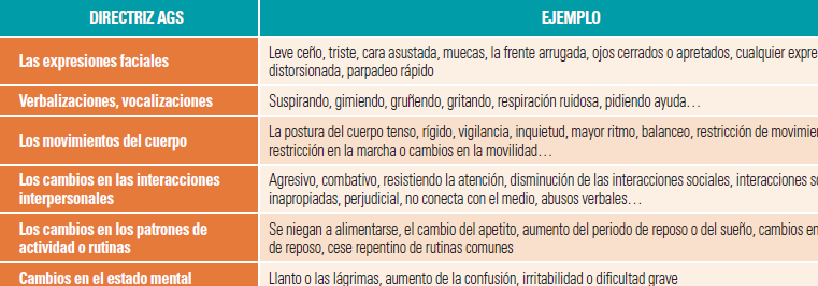 DIRECTRIZ AGS
EJEMPLO
Las expresiones faciales
Leve ceño, triste, cara asustada, muecas, la frente arrugada, ojos cerrados o apretados, cualquier
distorsionada, parpadeo rápido
Verbalizaciones, vocalizaciones
Suspirando, gimiendo, gruñendo, gritando, respiración ruidosa, pidiendo ayuda…
Los movimientos del cuerpo
La postura del cuerpo tenso, rígido, vigilancia, inquietud, mayor ritmo, balanceo, restricción de
restricción en la marcha o cambios en la movilidad…
Los cambios en las interacciones
interpersonales
Agresivo, combativo, resistiendo la atención, disminución de las interacciones sociales, interacciones
inapropiadas, perjudicial, no conecta con el medio, abusos verbales…
Los cambios en los patrones de
actividad o rutinas
Se niegan a alimentarse, el cambio del apetito, aumento del periodo de reposo o del sueño, cambios en
de reposo, cese repentino de rutinas comunes
Cambios en el estado mental
Llanto o las lágrimas, aumento de la confusión, irritabilidad o dificultad grave